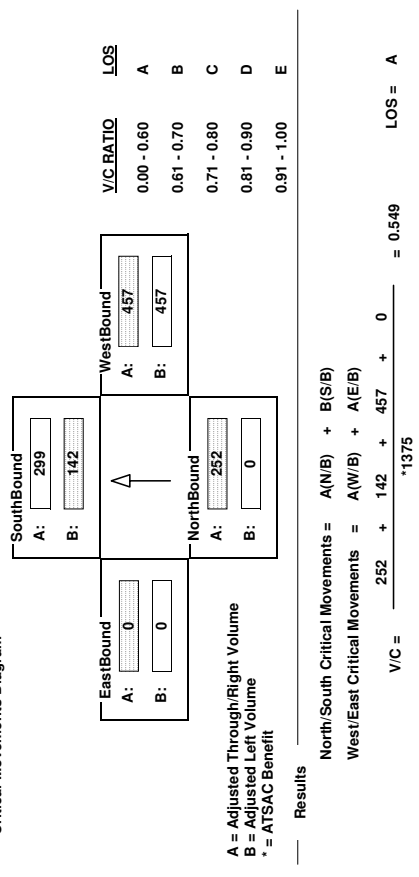 SouthBound
A: 299
B: 142
EastBound
A: 0
B: 0
WestBound
A: 457
B: 457
NorthBound
A: 252
B: 0
V/C RATIO LOS
0.00 - 0.60 A
0.61 - 0.70 B
0.71 - 0.80 C
0.81 - 0.90 D
0.91 - 1.00 E
A = Adjusted Through/Right Volume
B = Adjusted Left Volume
* = ATSAC Benefit
Results
North/South Critical Movements = A(N/B) + B(S/B)
West/East Critical Movements = A(W/B) + A(E/B)
V/C = 252 + 142 + 457 + 0 = 0.549 LOS = A
*1375